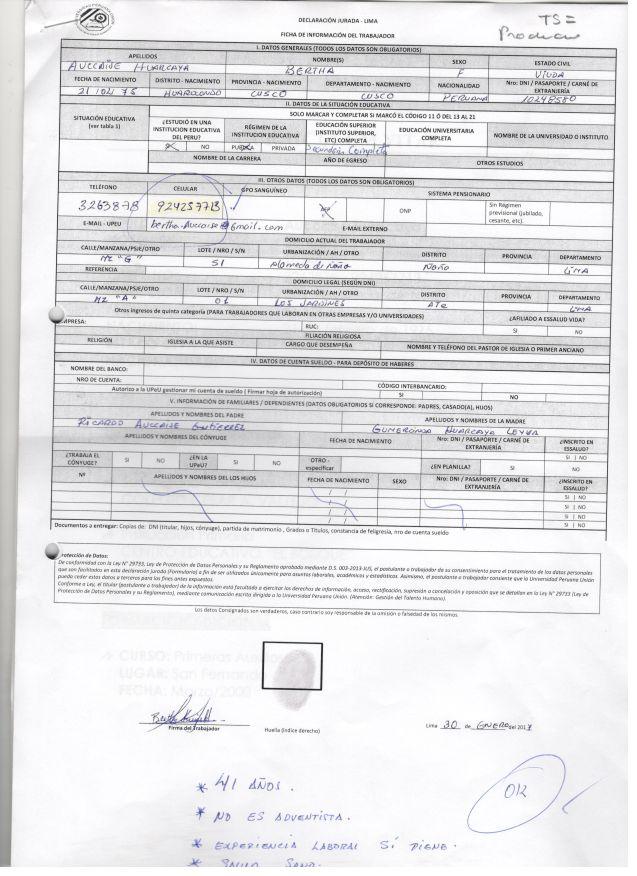 DECLARACIÓN JURADA - LIMA
TS=
FICHA DE INFORMACIÓN DEL TRABAJADOR
I. DATOS GENERALES (TODOS LOS DATOS SON OBLIGATORIOS)
APELLIDOS NOMBRE(S) SEXO ESTADO CIVIL
AUCCAISE HUARCAYA BERTHA F VIUDA
FECHA DE NACIMIENTO DISTRITO - NACIMIENTO PROVINCIA - NACIMIENTO DEPARTAMENTO - NACIMIENTO NACIONALIDAD Nro: DNI / PASAPORTE / CARNÉ DE EXTRANJERÍA
21/02/75 HUAROCONDO CUSCO CUSCO PERUANA 10248580
II. DATOS DE LA SITUACIÓN EDUCATIVA
SOLO MARCAR Y COMPLETAR SI MARCÓ EL CÓDIGO 11 Ó DEL 13 AL 21
SITUACIÓN EDUCATIVA (ver tabla 1) ¿ESTUDIÓ EN UNA INSTITUCION EDUCATIVA DEL PERU? RÉGIMEN DE LA INSTITUCION EDUCATIVA EDUCACIÓN SUPERIOR (INSTITUTO SUPERIOR, ETC) COMPLETA EDUCACIÓN UNIVERSITARIA COMPLETA NOMBRE DE LA UNIVERSIDAD O INSTITUTO
NO PUBLICA PRIVADA Secundaria Completa
NOMBRE DE LA CARRERA AÑO DE EGRESO OTROS ESTUDIOS
III. OTROS DATOS (TODOS LOS DATOS SON OBLIGATORIOS)
TELÉFONO CELULAR GPO SANGUÍNEO SISTEMA PENSIONARIO
3263878 924257713 AFP ONP Sin Régimen previsional (jubilado, cesante, etc).
E-MAIL - UPEU bertha.Auccaise@gmail.com E-MAIL EXTERNO
DOMICILIO ACTUAL DEL TRABAJADOR
CALLE/MANZANA/PSJE/OTRO LOTE / NRO / S/N URBANIZACIÓN / AH / OTRO DISTRITO PROVINCIA DEPARTAMENTO
MZ "G" 51 alameda de ñaña Ñaña LIMA
REFERENCIA DOMICILIO LEGAL (SEGÚN DNI)
CALLE/MANZANA/PSJE/OTRO LOTE / NRO / S/N URBANIZACIÓN / AH / OTRO DISTRITO PROVINCIA DEPARTAMENTO
MZ "A" 01 LOS JARDINES ATE LIMA
Otros ingresos de quinta categoría (PARA TRABAJADORES QUE LABORAN EN OTRAS EMPRESAS Y/O UNIVERSIDADES) ¿AFILIADO A ESSALUD VIDA?
EMPRESA: RUC: SI NO
FILIACIÓN RELIGIOSA
RELIGIÓN IGLESIA A LA QUE ASISTE CARGO QUE DESEMPEÑA NOMBRE Y TELÉFONO DEL PASTOR DE IGLESIA O PRIMER ANCIANO
IV. DATOS DE CUENTA SUELDO - PARA DEPÓSITO DE HABERES
NOMBRE DEL BANCO:
NRO DE CUENTA: CÓDIGO INTERBANCARIO:
Autorizo a la UPeU gestionar mi cuenta de sueldo ( Firmar hoja de autorización) SI NO
V. INFORMACIÓN DE FAMILIARES / DEPENDIENTES (DATOS OBLIGATORIOS SI CORRESPONDE: PADRES, CASADO(A), HIJOS)
APELLIDOS Y NOMBRES DEL PADRE APELLIDOS Y NOMBRES DE LA MADRE
RICARDO AUCCAISE GUTIERREZ GUMERCINDA HUARCAYA LEYVA
APELLIDOS Y NOMBRES DEL CÓNYUGE FECHA DE NACIMIENTO Nro: DNI / PASAPORTE / CARNÉ DE EXTRANJERÍA ¿INSCRITO EN ESSALUD?
SI | NO
¿TRABAJA EL CÓNYUGE? SI NO ¿EN LA UPeU? SI NO OTRO - especificar ¿EN PLANILLA? SI NO
Nº APELLIDOS Y NOMBRES DEL LOS HIJOS FECHA DE NACIMIENTO SEXO Nro: DNI / PASAPORTE / CARNÉ DE EXTRANJERÍA ¿INSCRITO EN ESSALUD?
/ / SI | NO
/ / SI | NO
/ / SI | NO
/ / SI | NO
Documentos a entregar: Copias de: DNI (titular, hijos, cónyuge), partida de matrimonio , Grados o Títulos, constancia de feligresía, nro de cuenta sueldo
Protección de Datos:
De conformidad con la Ley N° 29733, Ley de Protección de Datos Personales y su Reglamento aprobado mediante D.S. 003-2013-JUS, el postulante o trabajador da su consentimiento para el tratamiento de los datos personales
que son facilitados en esta declaración jurada (Formulario) a fin de ser utilizados únicamente para asuntos laborales, académicos y estadísticos. Asimismo, el postulante o trabajador consiente que la Universidad Peruana Unión
pueda ceder estos datos a terceros para los fines antes expuestos.
Conforme a Ley, el titular (postulante o trabajador) de la información está facultado a ejercitar los derechos de información, acceso, rectificación, supresión o cancelación y oposición que se detallan en la Ley N° 29733 (Ley de
Protección de Datos Personales y su Reglamento), mediante comunicación escrita dirigida a la Universidad Peruana Unión. (Atención: Gestión del Talento Humano).
Los datos Consignados son verdaderos, caso contrario soy responsable de la omisión o falsedad de los mismos.
CURSO: Primeros
LUGAR: San Fernando
FECHA: Marzo/2000
Firma del Trabajador Huella (índice derecho) Lima 30 de ENERO del 2017
* 41 AÑOS.
OK
* NO ES ADVENTISTA.
* EXPERIENCIA LABORAL SÍ TIENE.